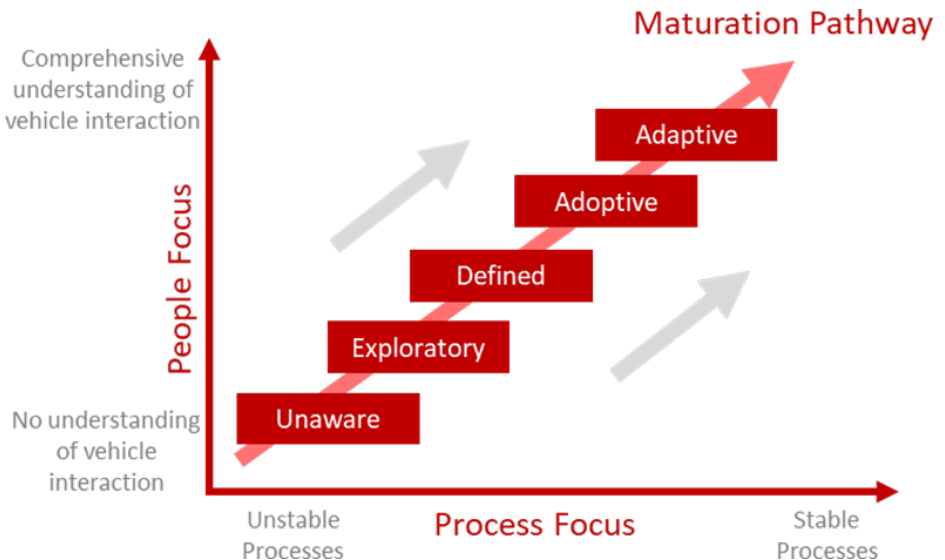 Maturation Pathway
Comprehensive
understanding of
vehicle interaction
Adaptive
Adoptive
People Focus
Defined
Exploratory
Unaware
No understanding
of vehicle
interaction
Unstable
Processes
Process Focus
Stable
Processes